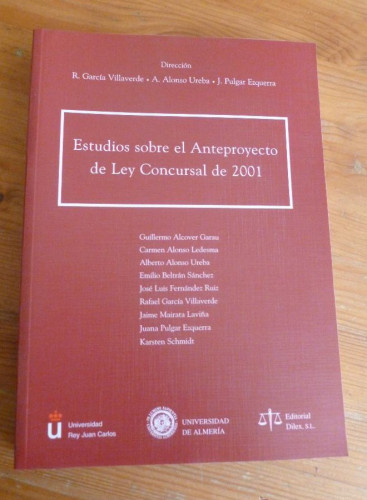 Dirección
R. García Villaverde • A. Alonso Ureba • J. Pulgar Ezquerra
Estudios sobre el Anteproyecto
de Ley Concursal de 2001
Guillermo Alcover Garau
Carmen Alonso Ledesma
Alberto Alonso Ureba
Emilio Beltrán Sánchez
José Luis Fernández Ruiz
Rafael García Villaverde
Jaime Mairata Laviña
Juana Pulgar Ezquerra
Karsten Schmidt
u
Universidad
Rey Juan Carlos
UNIVERSIDAD
DE ALMERÍA
Editorial
Dilex, S.L.